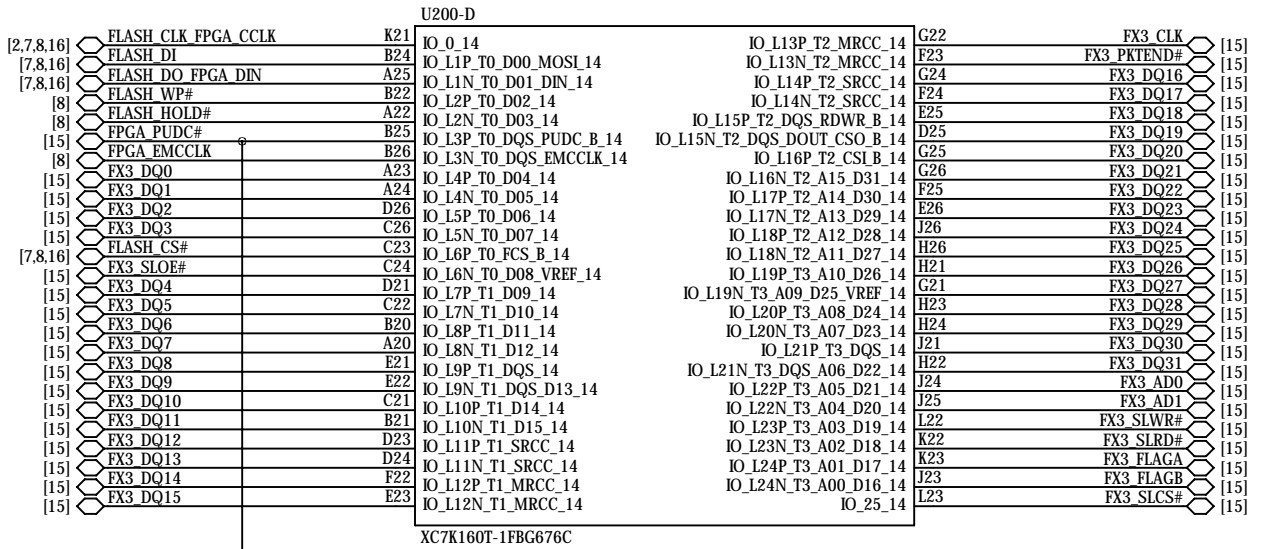 U200-D
[2,7,8,16] FLASH_CLK_FPGA_CCLK K21 IO_0_14 IO_L13P_T2_MRCC_14 G22 FX3_CLK [15]
[7,8,16] FLASH_DI B24 IO_L1P_T0_D00_MOSI_14 IO_L13N_T2_MRCC_14 F23 FX3_PKTEND# [15]
[7,8,16] FLASH_DO_FPGA_DIN A25 IO_L1N_T0_D01_DIN_14 IO_L14P_T2_SRCC_14 G24 FX3_DQ16 [15]
[8] FLASH_WP# B22 IO_L2P_T0_D02_14 IO_L14N_T2_SRCC_14 F24 FX3_DQ17 [15]
[8] FLASH_HOLD# A22 IO_L2N_T0_D03_14 IO_L15P_T2_DQS_RDWR_B_14 E25 FX3_DQ18 [15]
[15] FPGA_PUDC# B25 IO_L3P_T0_DQS_PUDC_B_14 IO_L15N_T2_DQS_DOUT_CSO_B_14 D25 FX3_DQ19 [15]
[8] FPGA_EMCCLK B26 IO_L3N_T0_DQS_EMCCLK_14 IO_L16P_T2_CSI_B_14 G25 FX3_DQ20 [15]
[15] FX3_DQ0 A23 IO_L4P_T0_D04_14 IO_L16N_T2_A15_D31_14 G26 FX3_DQ21 [15]
[15] FX3_DQ1 A24 IO_L4N_T0_D05_14 IO_L17P_T2_A14_D30_14 F25 FX3_DQ22 [15]
[15] FX3_DQ2 D26 IO_L5P_T0_D06_14 IO_L17N_T2_A13_D29_14 E26 FX3_DQ23 [15]
[15] FX3_DQ3 C26 IO_L5N_T0_D07_14 IO_L18P_T2_A12_D28_14 J26 FX3_DQ24 [15]
[7,8,16] FLASH_CS# C23 IO_L6P_T0_FCS_B_14 IO_L18N_T2_A11_D27_14 H26 FX3_DQ25 [15]
[15] FX3_SLOE# C24 IO_L6N_T0_D08_VREF_14 IO_L19P_T3_A10_D26_14 H21 FX3_DQ26 [15]
[15] FX3_DQ4 D21 IO_L7P_T1_D09_14 IO_L19N_T3_A09_D25_VREF_14 G21 FX3_DQ27 [15]
[15] FX3_DQ5 C22 IO_L7N_T1_D10_14 IO_L20P_T3_A08_D24_14 H23 FX3_DQ28 [15]
[15] FX3_DQ6 B20 IO_L8P_T1_D11_14 IO_L20N_T3_A07_D23_14 H24 FX3_DQ29 [15]
[15] FX3_DQ7 A20 IO_L8N_T1_D12_14 IO_L21P_T3_DQS_14 J21 FX3_DQ30 [15]
[15] FX3_DQ8 E21 IO_L9P_T1_DQS_14 IO_L21N_T3_DQS_A06_D22_14 H22 FX3_DQ31 [15]
[15] FX3_DQ9 E22 IO_L9N_T1_DQS_D13_14 IO_L22P_T3_A05_D21_14 J24 FX3_AD0 [15]
[15] FX3_DQ10 C21 IO_L10P_T1_D14_14 IO_L22N_T3_A04_D20_14 J25 FX3_AD1 [15]
[15] FX3_DQ11 B21 IO_L10N_T1_D15_14 IO_L23P_T3_A03_D19_14 L22 FX3_SLWR# [15]
[15] FX3_DQ12 D23 IO_L11P_T1_SRCC_14 IO_L23N_T3_A02_D18_14 K22 FX3_SLRD# [15]
[15] FX3_DQ13 D24 IO_L11N_T1_SRCC_14 IO_L24P_T3_A01_D17_14 K23 FX3_FLAGA [15]
[15] FX3_DQ14 F22 IO_L12P_T1_MRCC_14 IO_L24N_T3_A00_D16_14 J23 FX3_FLAGB [15]
[15] FX3_DQ15 E23 IO_L12N_T1_MRCC_14 IO_25_14 L23 FX3_SLCS# [15]
XC7K160T-1FBG676C